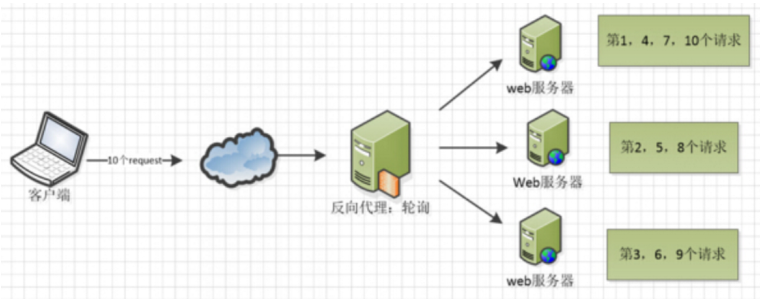 第1，4，7，10个请求
web服务器
10个request
客户端
反向代理：轮询
第2，5，8个请求
Web服务器
第3，6，9个请求
web服务器